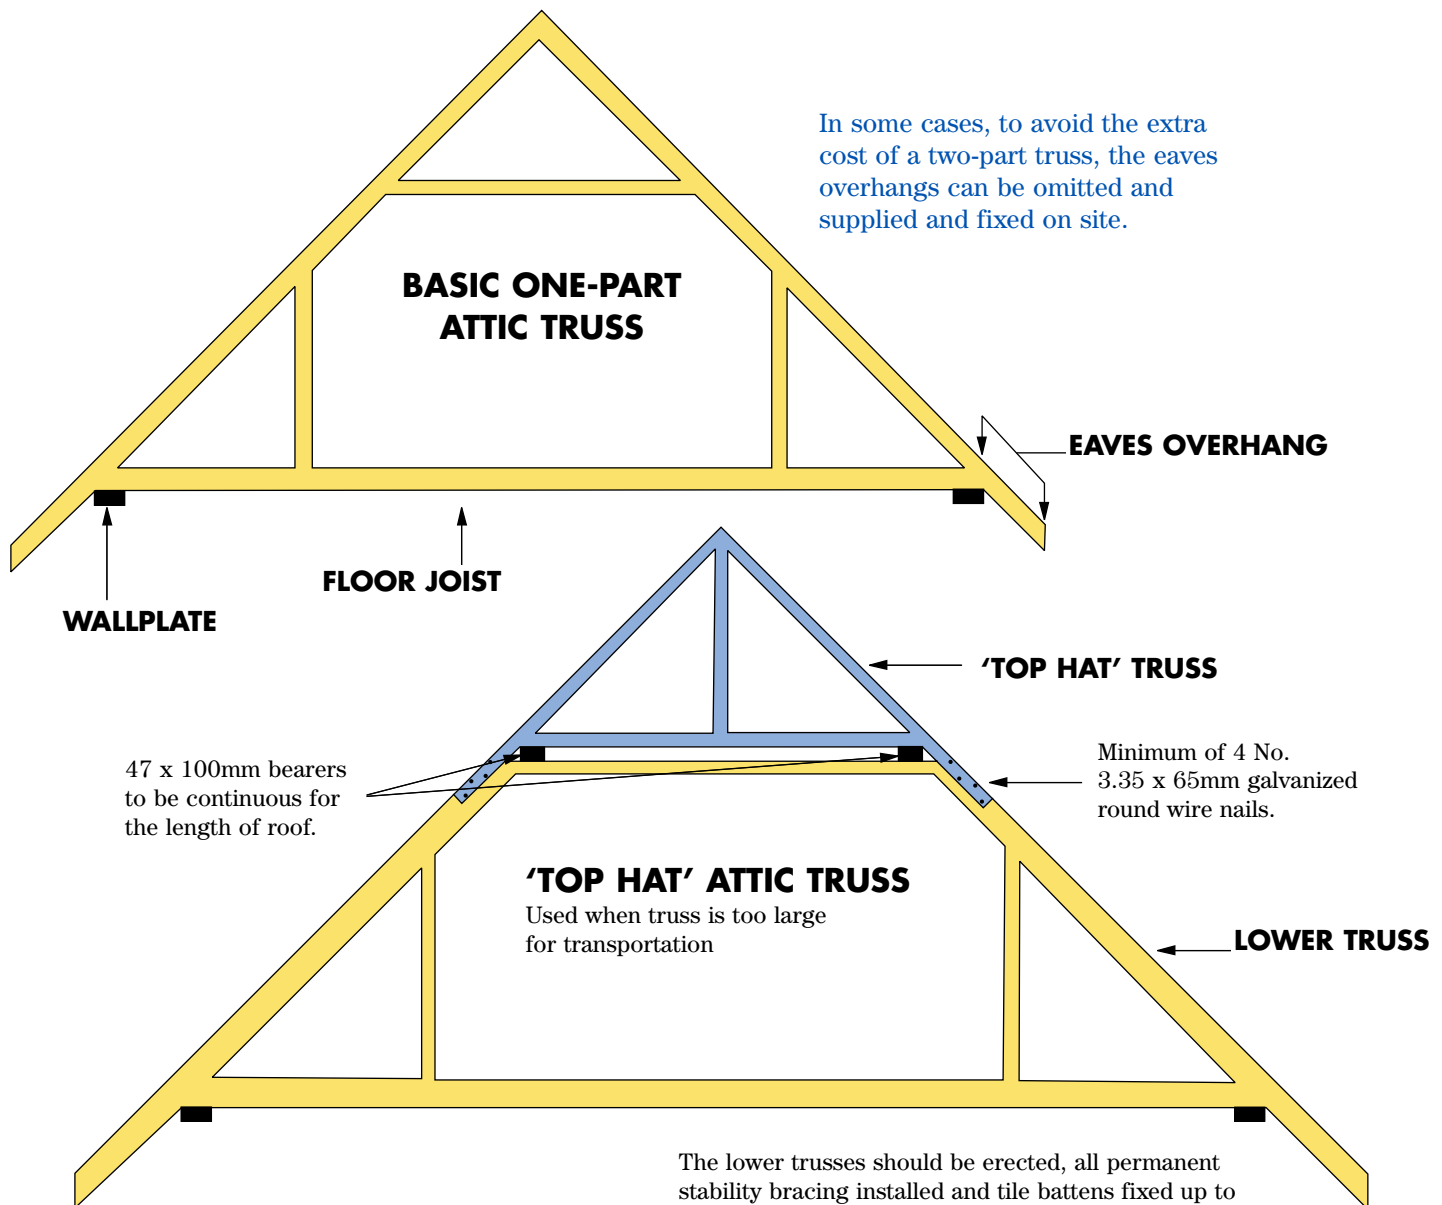 In some cases, to avoid the extra
cost of a two-part truss, the eaves
overhangs can be omitted and
supplied and fixed on site.
BASIC ONE-PART
ATTIC TRUSS
EAVES OVERHANG
FLOOR JOIST
WALLPLATE
‘TOP HAT’ TRUSS
47 x 100mm bearers
to be continuous for
the length of roof.
Minimum of 4 No.
3.35 x 65mm galvanized
round wire nails.
‘TOP HAT’ ATTIC TRUSS
Used when truss is too large
for transportation
LOWER TRUSS
The lower trusses should be erected, all permanent
stability bracing installed and tile battens fixed up to